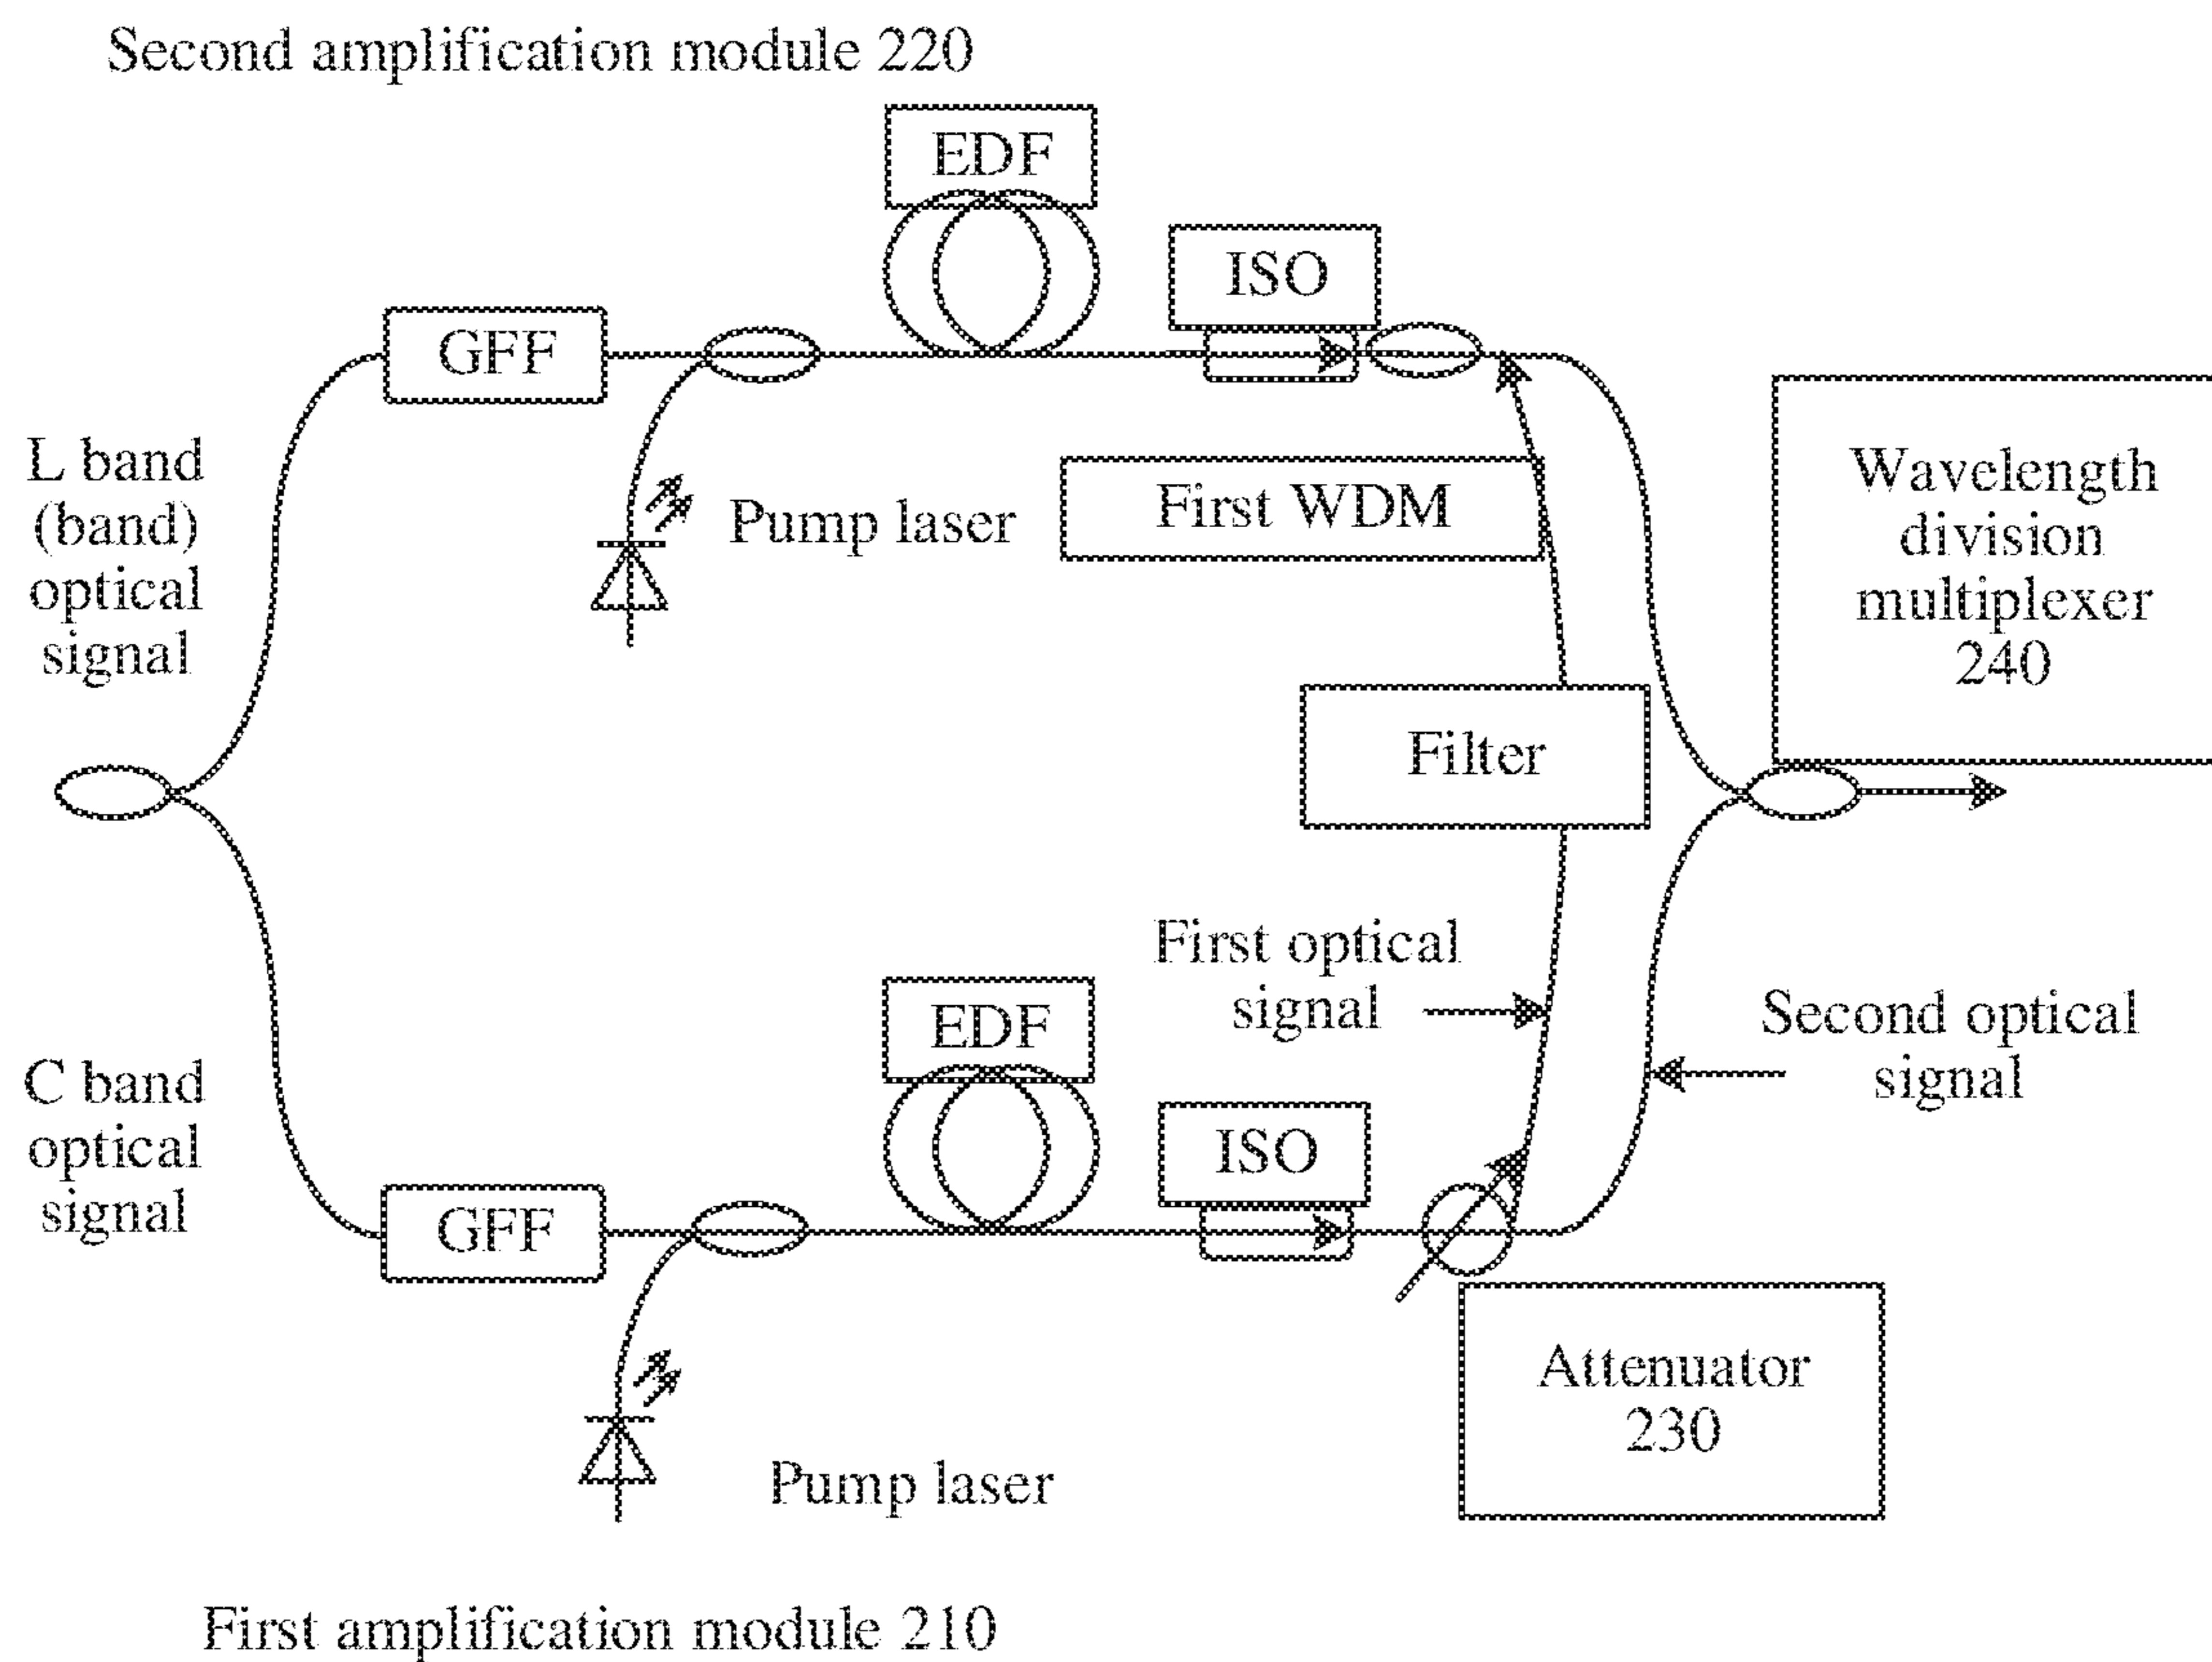 Second amplification module 220
EDF
ISO
GFF
L band
(band)
optical
signal
Pump laser
First WDM
Wavelength
division
multiplexer
240
Filter
First optical
signal
Second optical
signal
EDF
C band
optical
signal
ISO
GFF
Attenuator
230
Pump laser
First amplification module 210